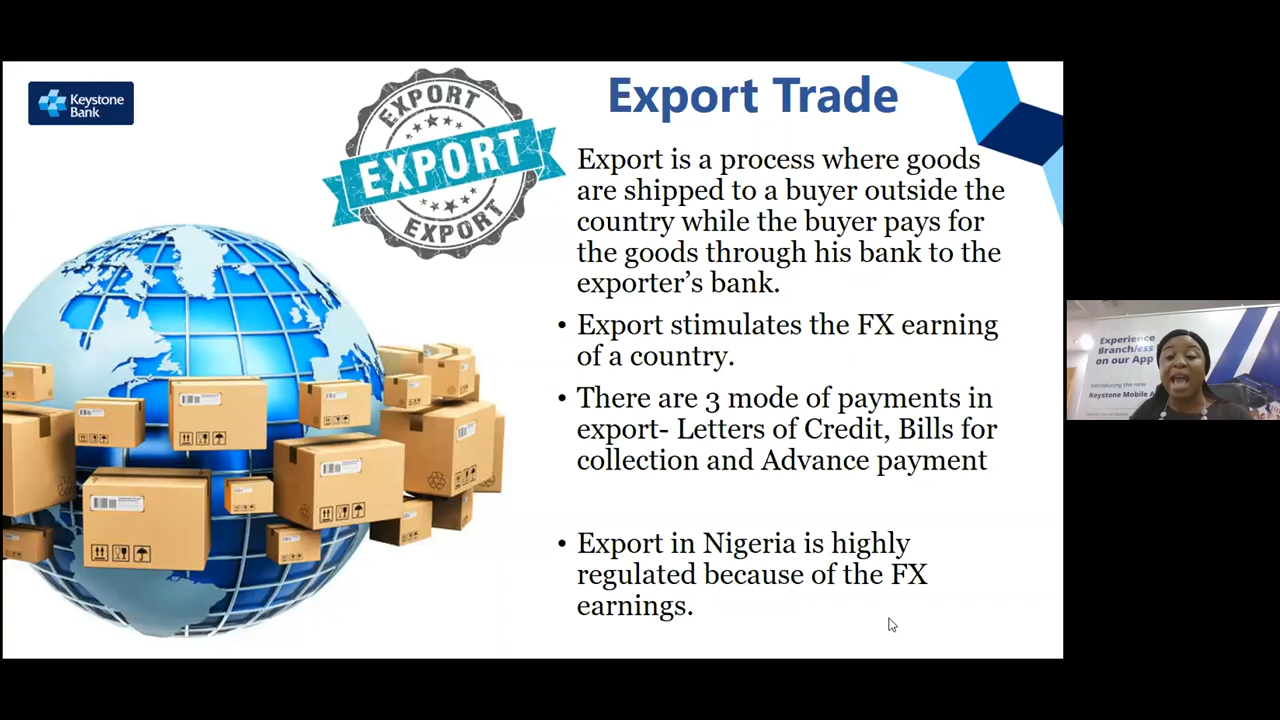 Keystone
Bank
EXPORT
EXPORT
EXPORT
Export Trade
Export is a process where goods
are shipped to a buyer outside the
country while the buyer pays for
the goods through his bank to the
exporter’s bank.
• Export stimulates the FX earning
of a country.
• There are 3 mode of payments in
export- Letters of Credit, Bills for
collection and Advance payment
• Export in Nigeria is highly
regulated because of the FX
earnings.
Experience
Branchless
on our App
Introducing the new
Keystone Mobile